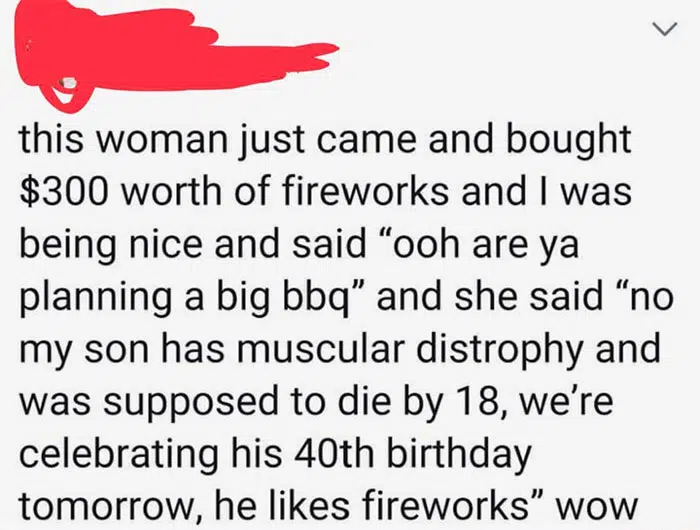 this woman just came and bought
$300 worth of fireworks and I was
being nice and said “ooh are ya
planning a big bbq” and she said “no
my son has muscular distrophy and
was supposed to die by 18, we’re
celebrating his 40th birthday
tomorrow, he likes fireworks” wow